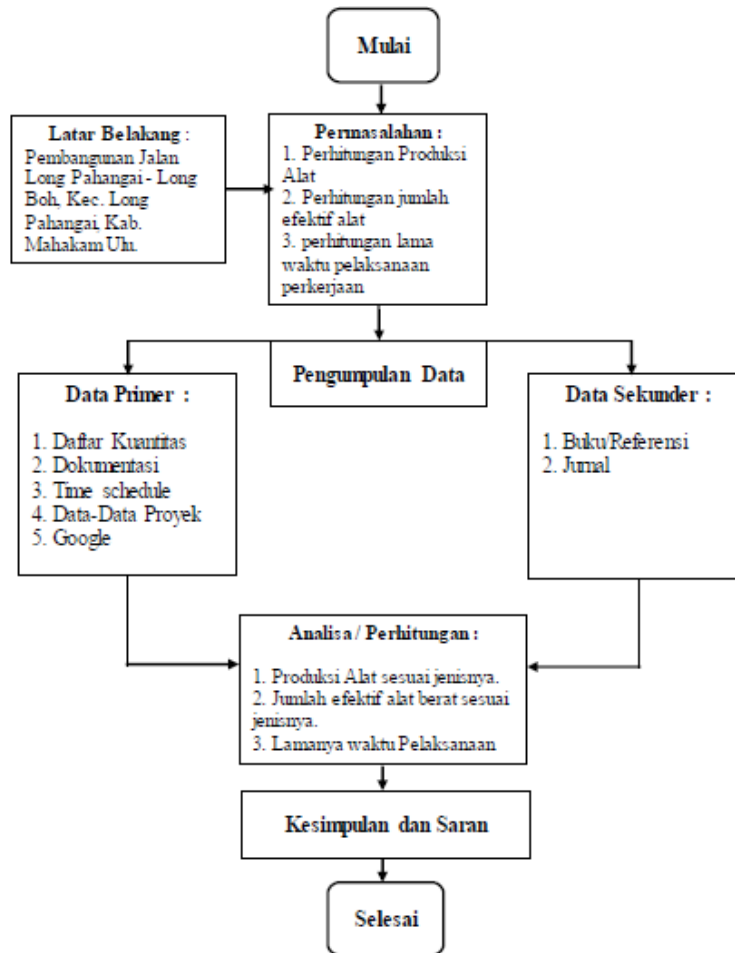 Mulai
Latar Belakang :
Pembangunan Jalan
Long Pahangai - Long
Boh, Kec. Long
Pahangai, Kab.
Mahakam Ulu.
Permasalahan :
1. Perhitungan Produksi
Alat
2. Perhitungan jumlah
efektif alat
3. perhitungan lama
waktu pelaksanaan
perkerjaan
Pengumpulan Data
Data Primer :
1. Daftar Kuantitas
2. Dokumentasi
3. Time schedule
4. Data-Data Proyek
5. Google
Data Sekunder :
1. Buku/Referensi
2. Jurnal
Analisa / Perhitungan :
1. Produksi Alat sesuai jenisnya.
2. Jumlah efektif alat berat sesuai
jenisnya.
3. Lamanya waktu Pelaksanaan
Kesimpulan dan Saran
Selesai